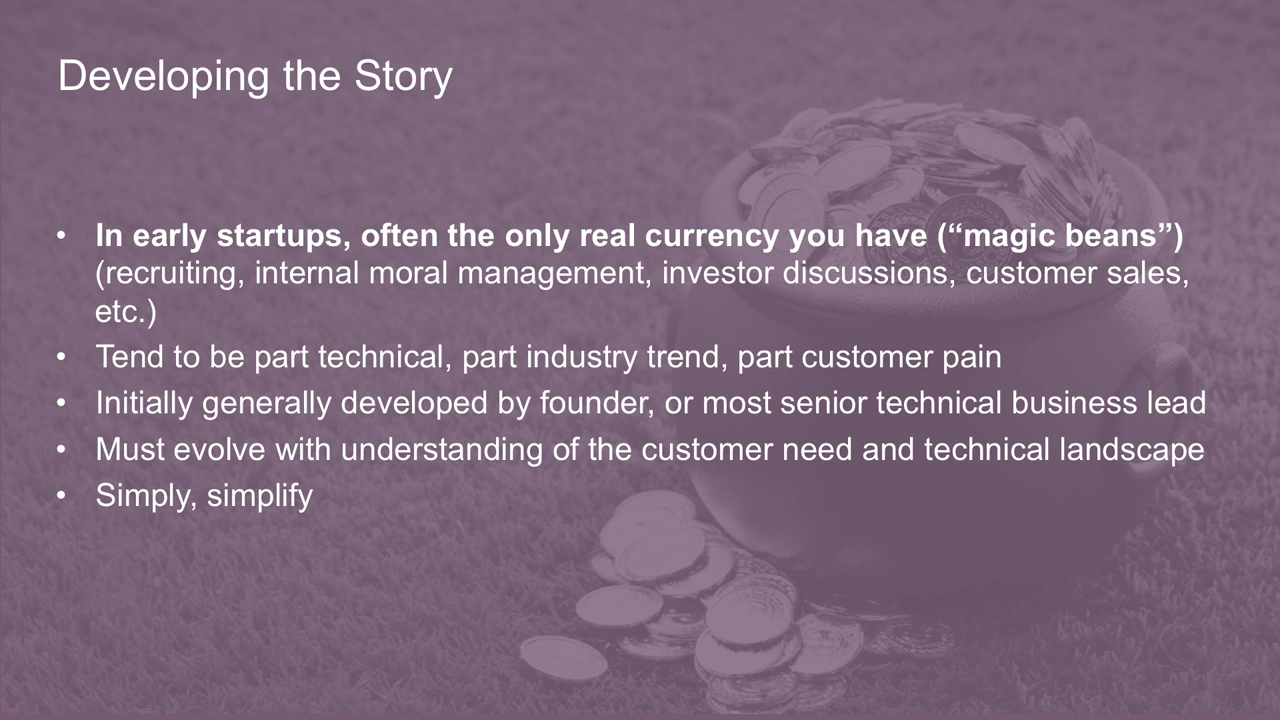 Developing the Story
• In early startups, often the only real currency you have (“magic beans”)
(recruiting, internal moral management, investor discussions, customer sales,
etc.)
• Tend to be part technical, part industry trend, part customer pain
• Initially generally developed by founder, or most senior technical business lead
• Must evolve with understanding of the customer need and technical landscape
• Simply, simplify